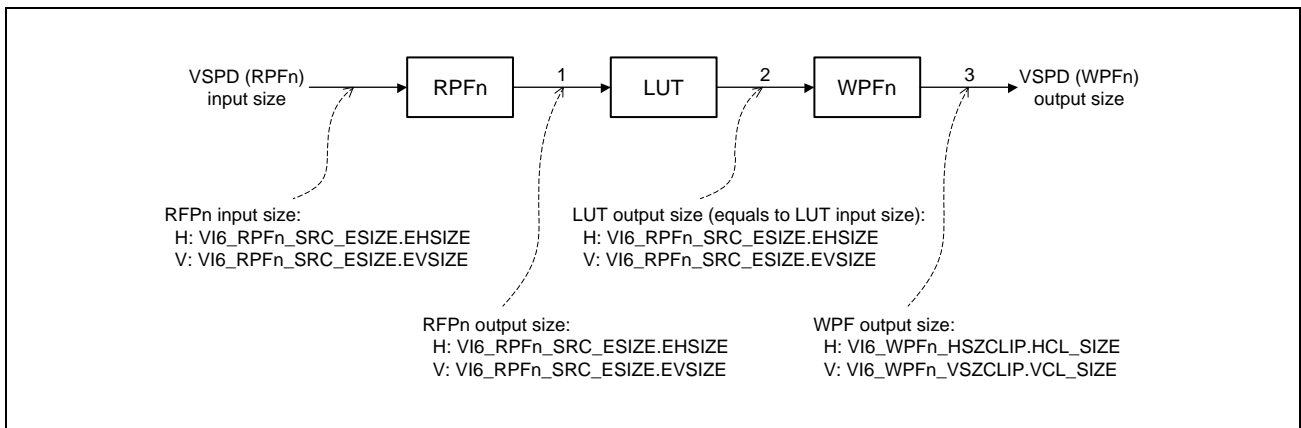 VSPD (RPFn)
input size
RPFn
1
LUT
2
WPFn
3
VSPD (WPFn)
output size
RFPn input size:
H: VI6_RPFn_SRC_ESIZE.EHSIZE
V: VI6_RPFn_SRC_ESIZE.EVSIZE
LUT output size (equals to LUT input size):
H: VI6_RPFn_SRC_ESIZE.EHSIZE
V: VI6_RPFn_SRC_ESIZE.EVSIZE
RFPn output size:
H: VI6_RPFn_SRC_ESIZE.EHSIZE
V: VI6_RPFn_SRC_ESIZE.EVSIZE
WPF output size:
H: VI6_WPFn_HSZCLIP.HCL_SIZE
V: VI6_WPFn_VSZCLIP.VCL_SIZE